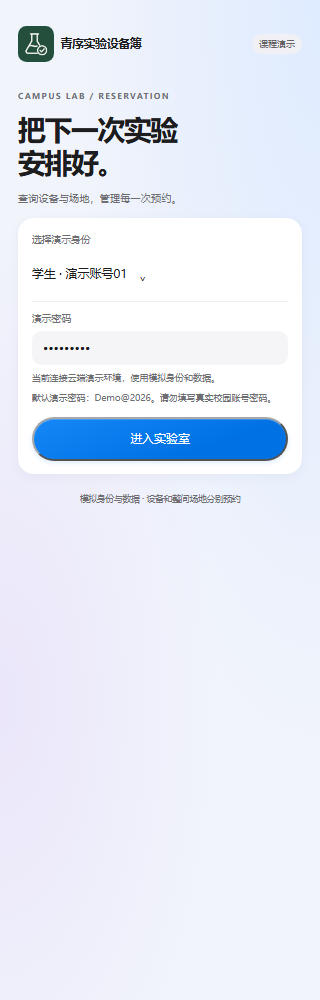 青序实验设备簿
课程演示
CAMPUS LAB / RESERVATION
把下一次实验
安排好。
查询设备与场地，管理每一次预约。
选择演示身份
学生 · 演示账号01
演示密码
•••••••••
当前连接云端演示环境，使用模拟身份和数据。
默认演示密码：Demo@2026。请勿填写真实校园账号密码。
进入实验室
模拟身份与数据 · 设备和整间场地分别预约